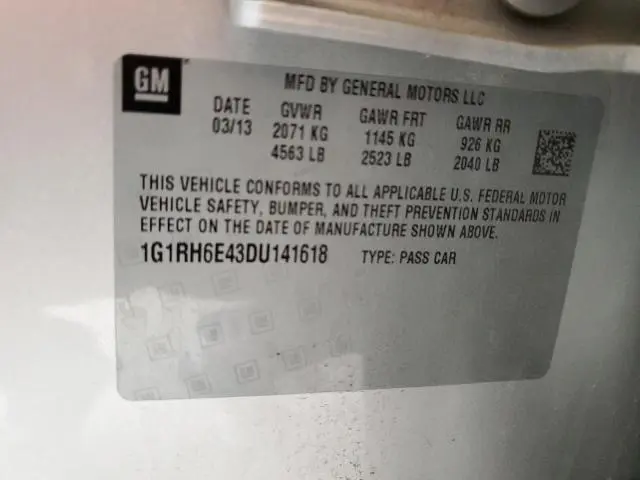 GM
MFD BY GENERAL MOTORS LLC
DATE GVWR GAWR FRT GAWR RR
03/13 2071 KG 1145 KG 926 KG
4563 LB 2523 LB 2040 LB
THIS VEHICLE CONFORMS TO ALL APPLICABLE U.S. FEDERAL MOTOR
VEHICLE SAFETY, BUMPER, AND THEFT PREVENTION STANDARDS IN
EFFECT ON THE DATE OF MANUFACTURE SHOWN ABOVE.
1G1RH6E43DU141618 TYPE: PASS CAR